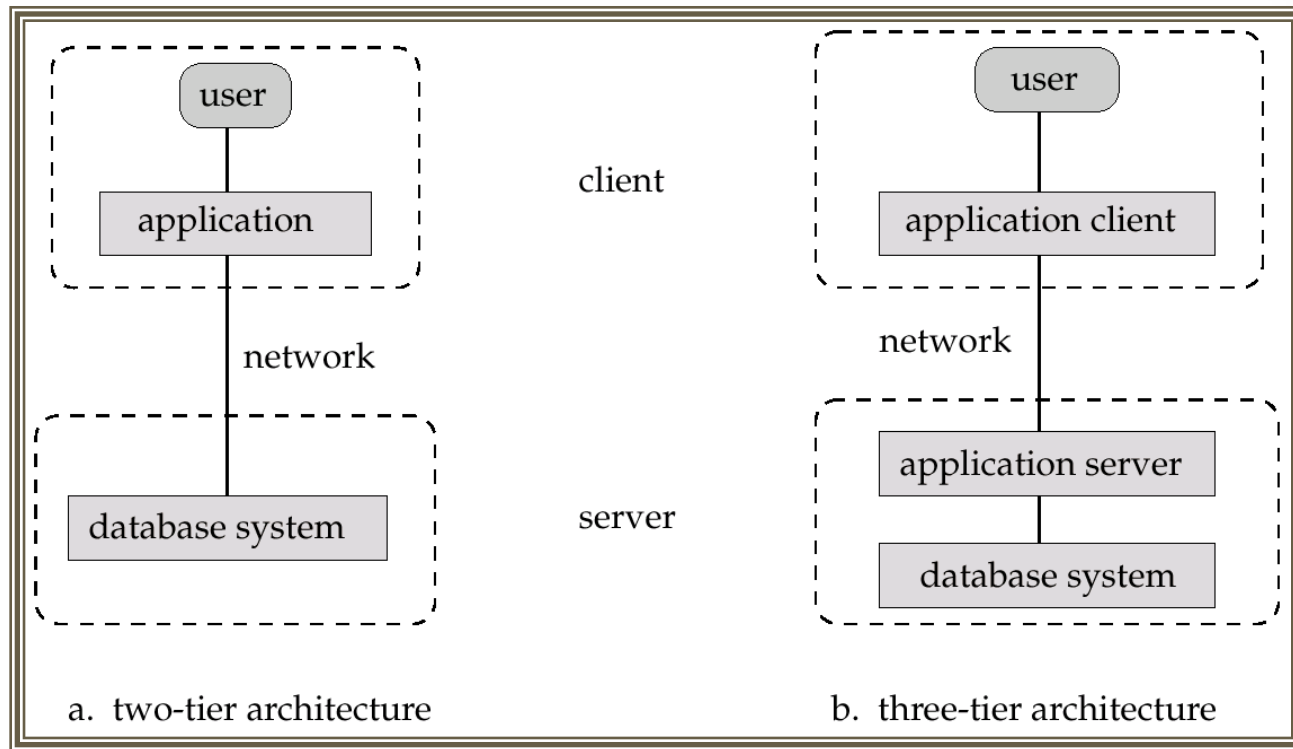 user
application
network
database system
a. two-tier architecture
client
server
user
application client
network
application server
database system
b. three-tier architecture